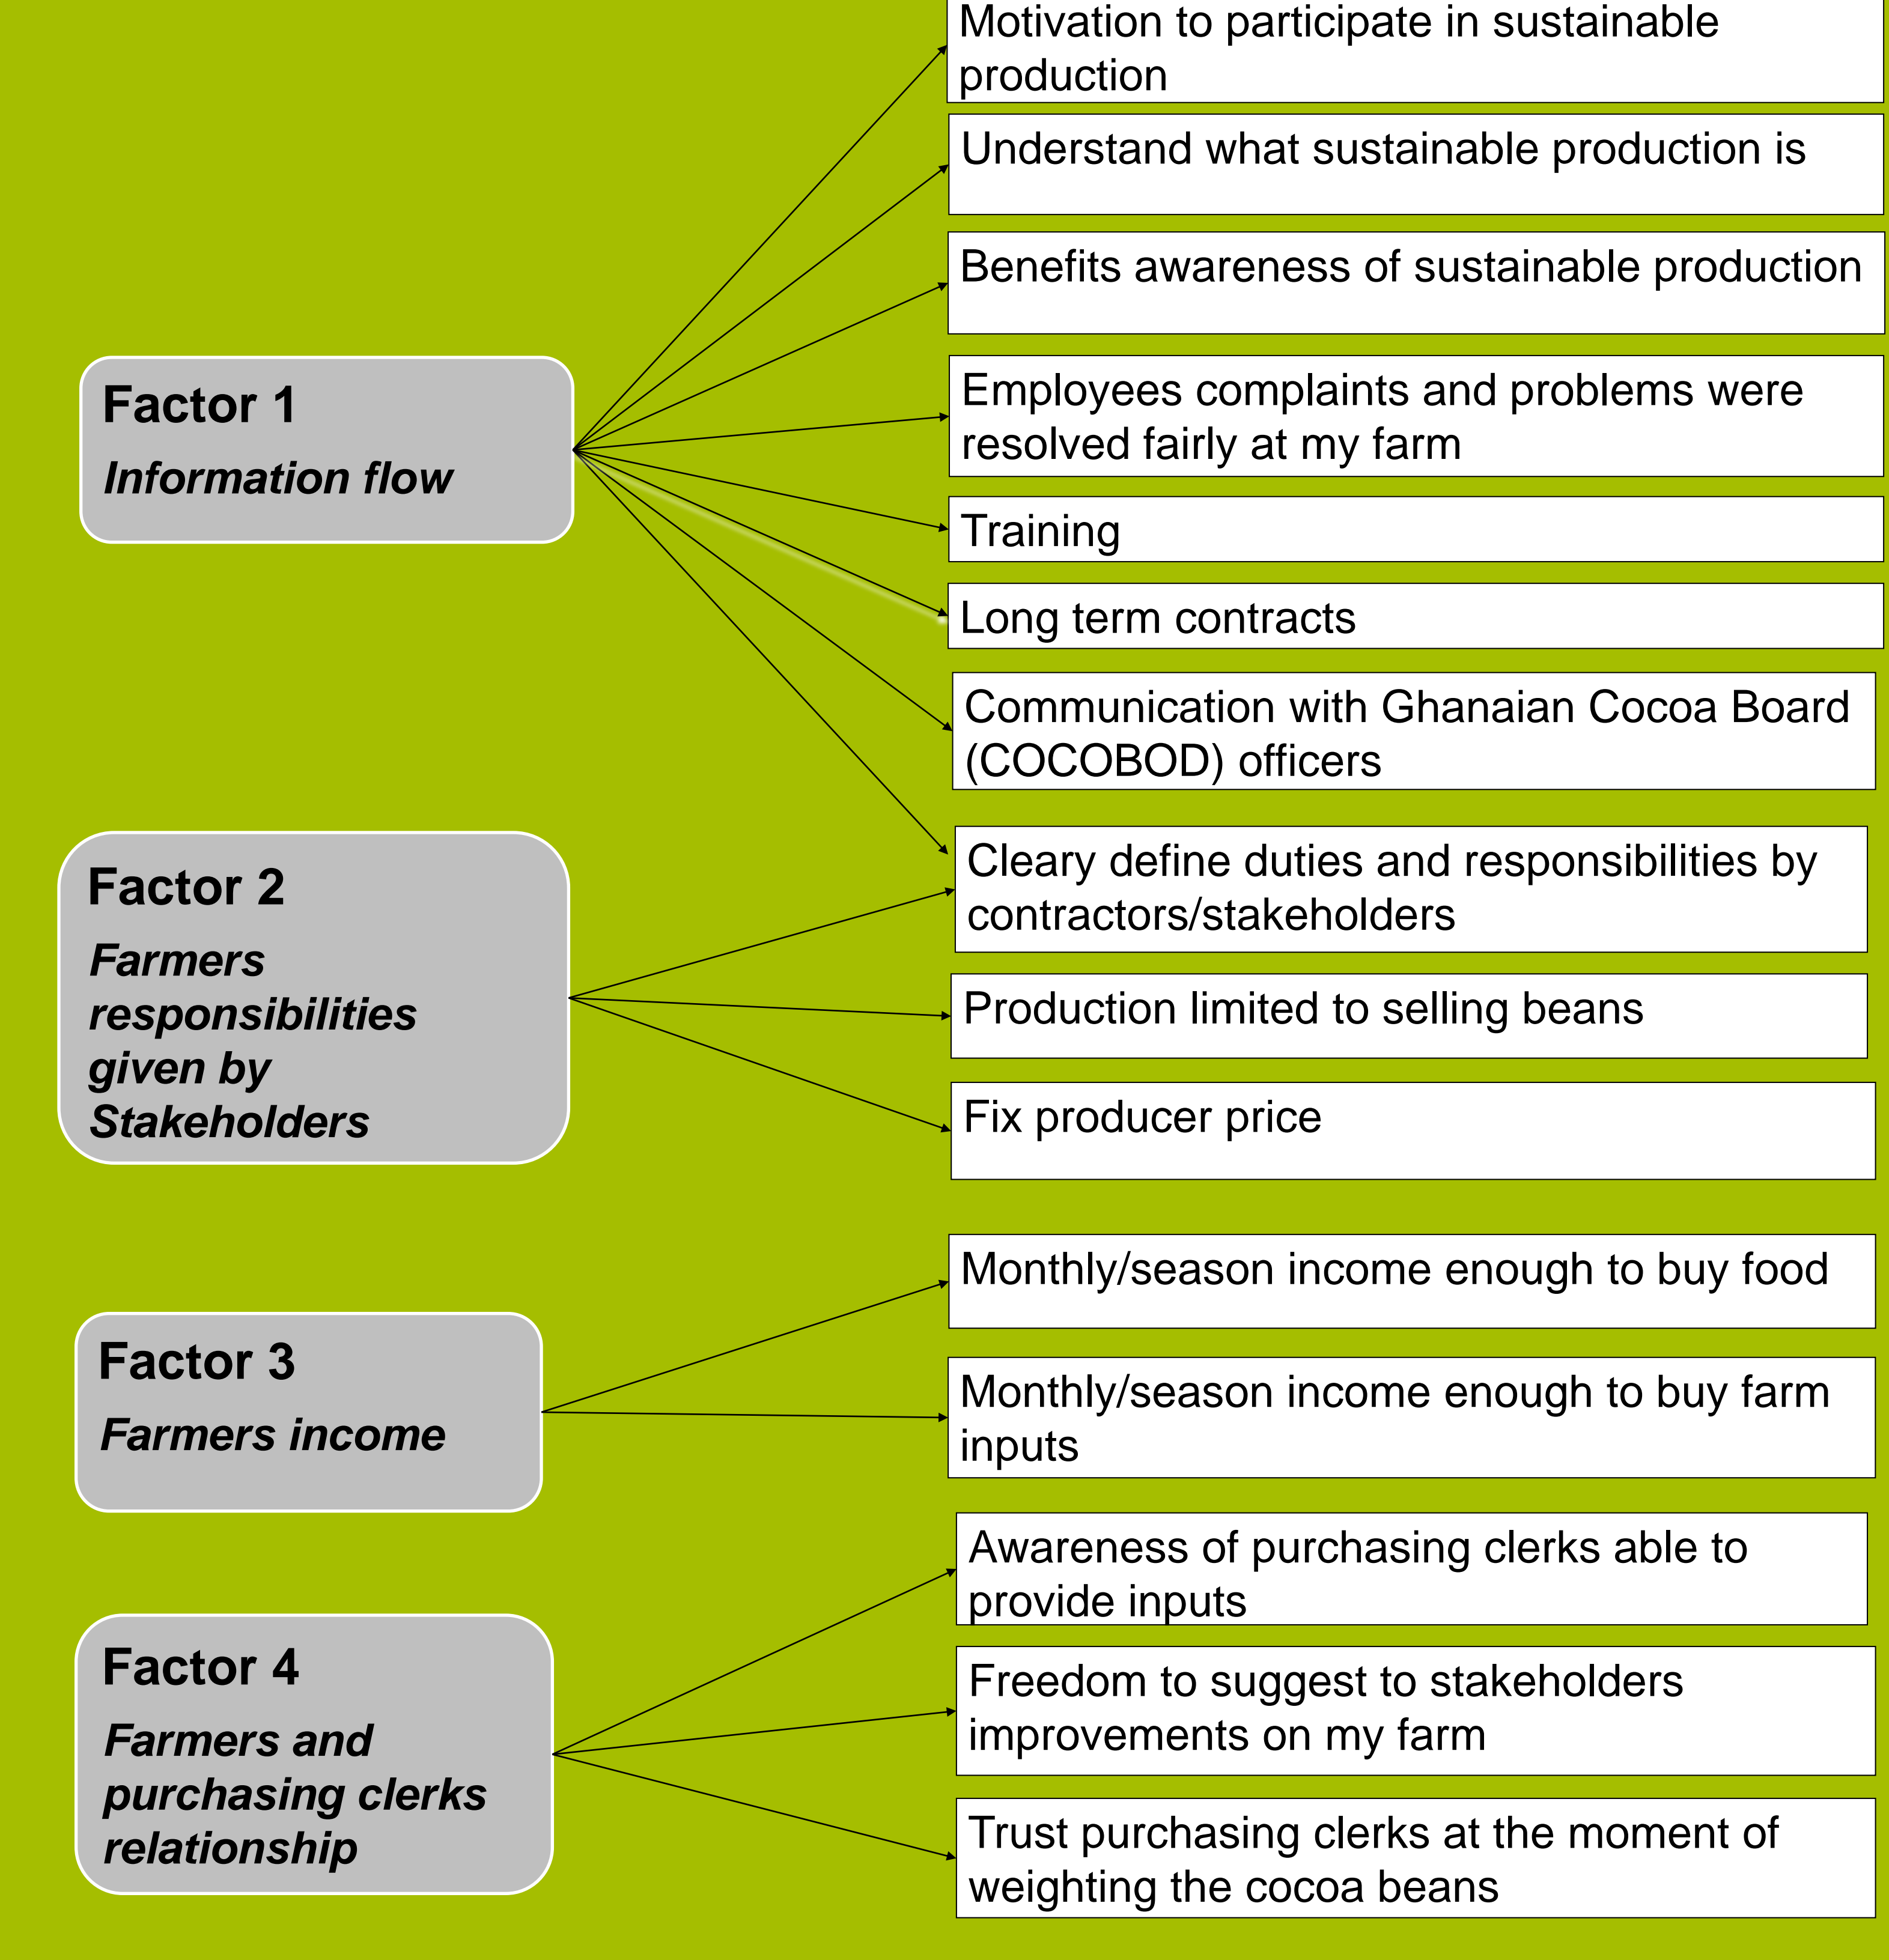 Motivation to participate in sustainable
production
Understand what sustainable production is
Benefits awareness of sustainable production
Employees complaints and problems were
resolved fairly at my farm
Training
Long term contracts
Communication with Ghanaian Cocoa Board
(COCOBOD) officers
Factor 1
Information flow
Cleary define duties and responsibilities by
contractors/stakeholders
Production limited to selling beans
Fix producer price
Factor 2
Farmers
responsibilities
given by
Stakeholders
Monthly/season income enough to buy food
Monthly/season income enough to buy farm
inputs
Factor 3
Farmers income
Awareness of purchasing clerks able to
provide inputs
Freedom to suggest to stakeholders
improvements on my farm
Trust purchasing clerks at the moment of
weighting the cocoa beans
Factor 4
Farmers and
purchasing clerks
relationship